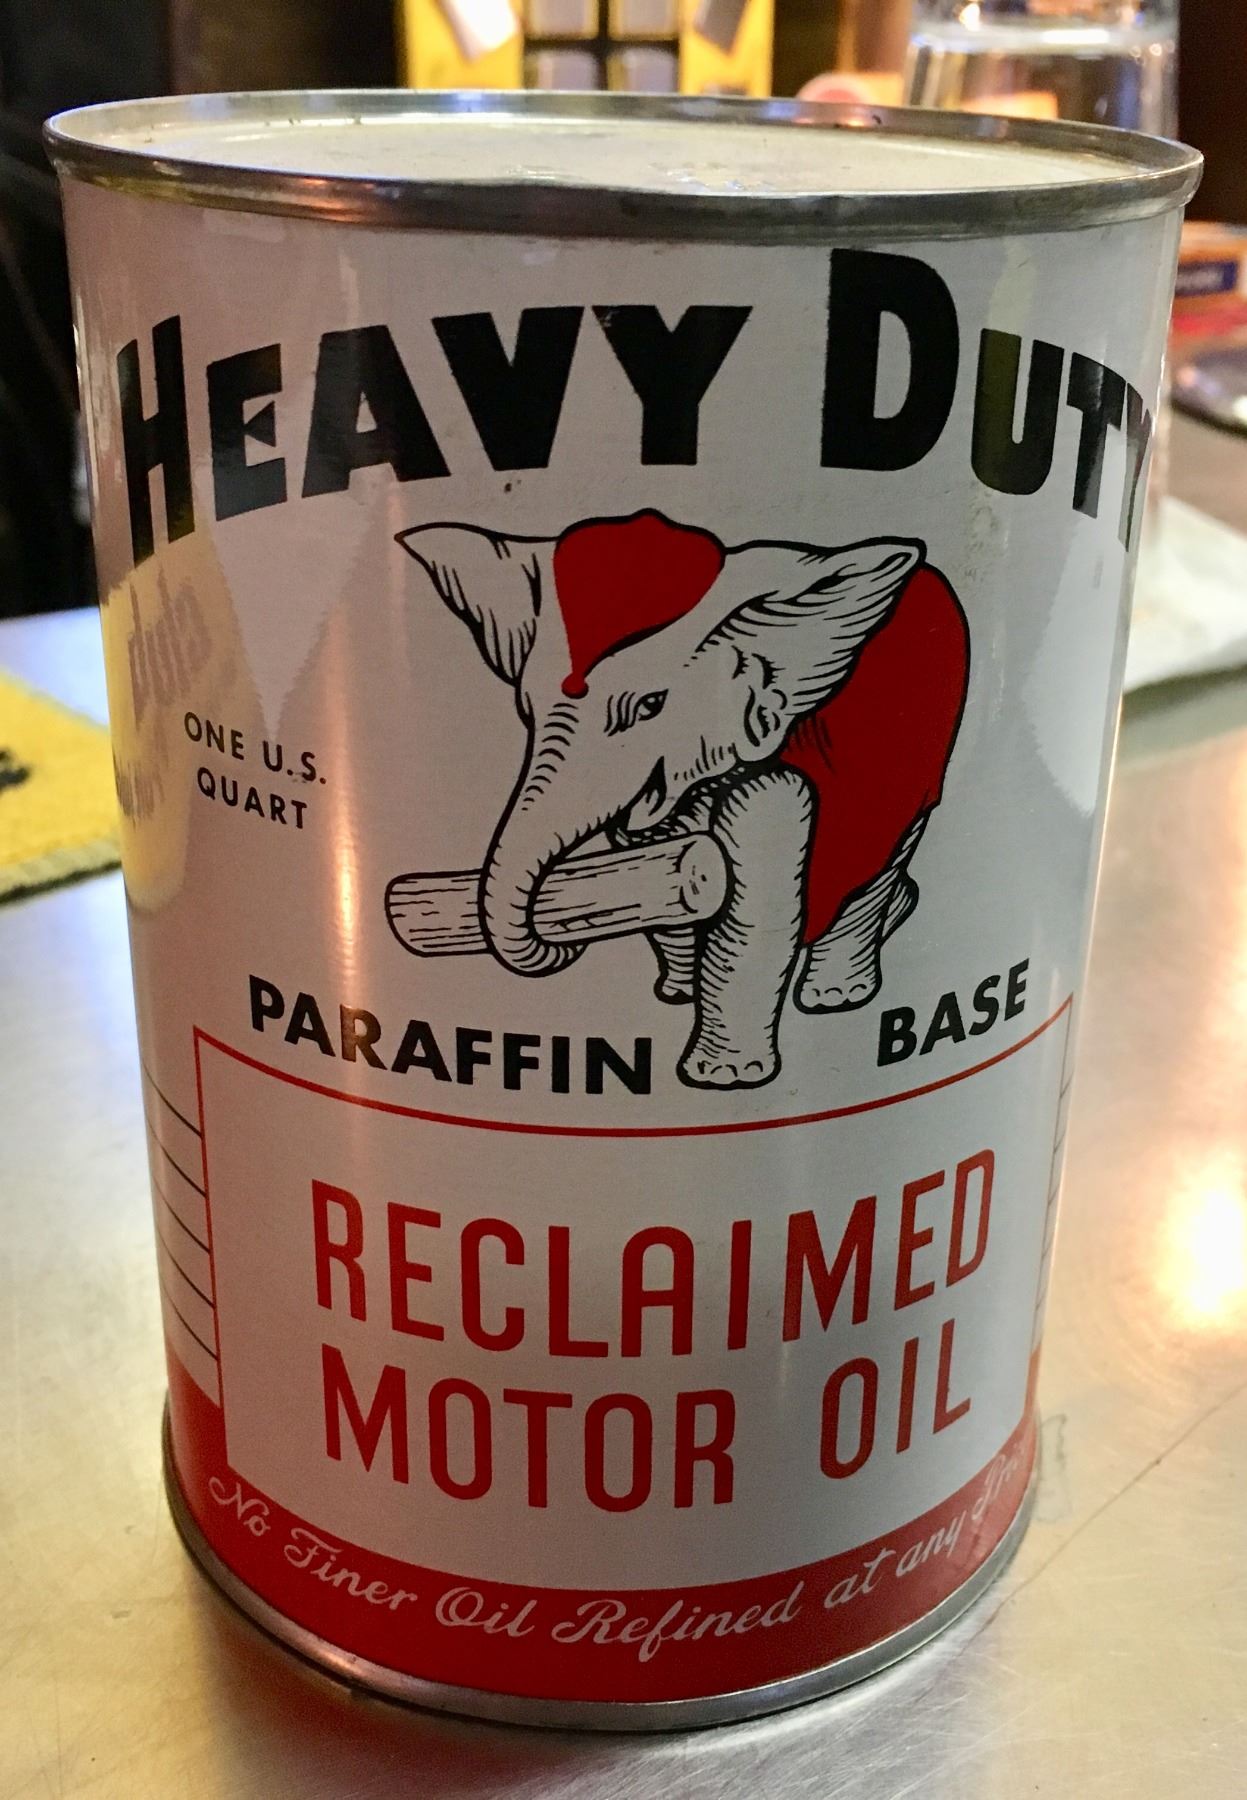 HEAVY DUTY
ONE U.S.
QUART
PARAFFIN BASE
RECLAIMED
MOTOR OIL
No Finer Oil Refined at any